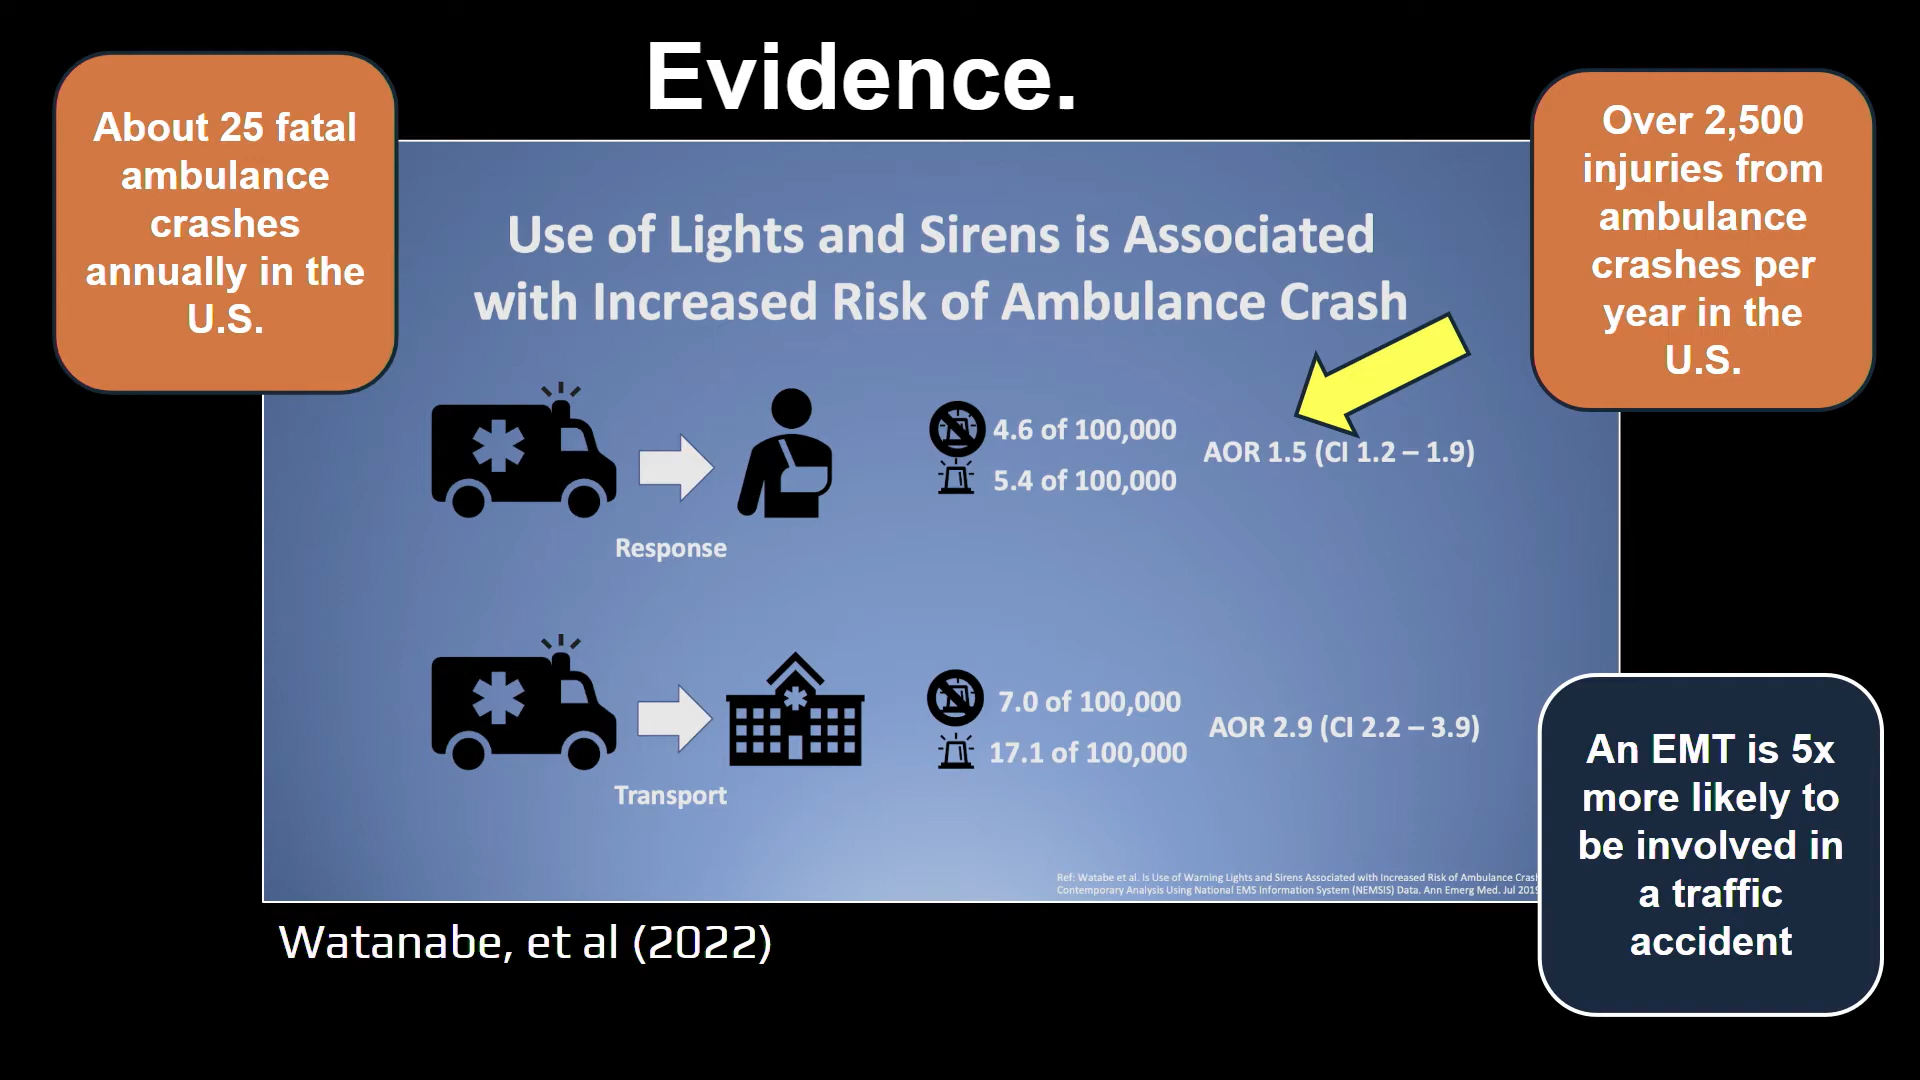 Evidence.
About 25 fatal
ambulance
crashes
annually in the
U.S.
Over 2,500
injuries from
ambulance
crashes per
year in the
U.S.
Use of Lights and Sirens is Associated
with Increased Risk of Ambulance Crash
4.6 of 100,000
5.4 of 100,000
AOR 1.5 (CI 1.2 – 1.9)
Response
7.0 of 100,000
17.1 of 100,000
AOR 2.9 (CI 2.2 – 3.9)
Transport
An EMT is 5x
more likely to
be involved in
a traffic
accident
Ref: Watabe et al. Is Use of Warning Lights and Sirens Associated with Increased Risk of Ambulance Crash
Contemporary Analysis Using National EMS Information System (NEMSIS) Data. Ann Emerg Med. Jul 2019
Watanabe, et al (2022)